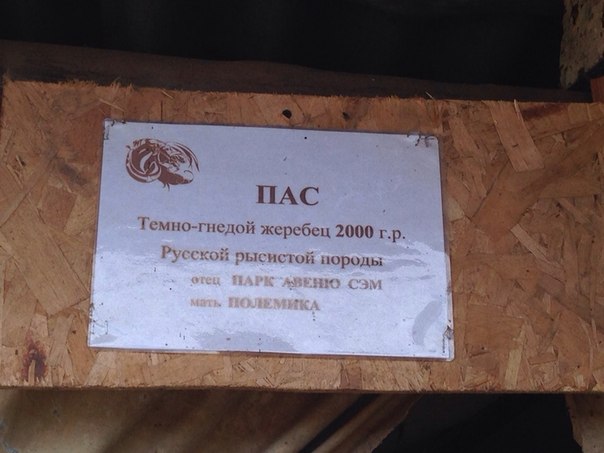 ПАС
Темно-гнедой жеребец 2000 г.р.
Русской рысистой породы
отец ПАРК АВЕНЮ СЭМ
мать ПОЛЕМИКА